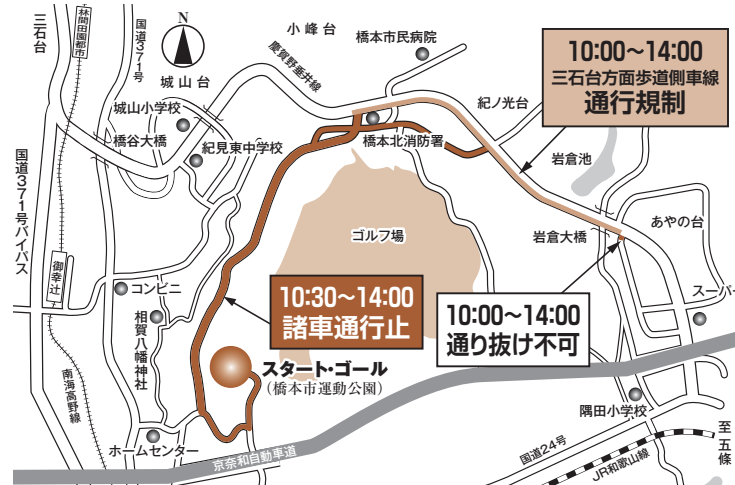 三石台
林間田園都市
国道371号
N
城山台
小峰台
橋本市民病院
慶賀野垂井線
10:00～14:00
三石台方面歩道側車線
通行規制
紀ノ光台
城山小学校
橋谷大橋
紀見東中学校
橋本北消防署
岩倉池
国道371号バイパス
ゴルフ場
岩倉大橋
あやの台
御幸辻
コンビニ
10:30～14:00
諸車通行止
10:00～14:00
通り抜け不可
スーパー
相賀八幡神社
スタート・ゴール
（橋本市運動公園）
南海高野線
隅田小学校
至五條
ホームセンター
京奈和自動車道
国道24号
JR和歌山線